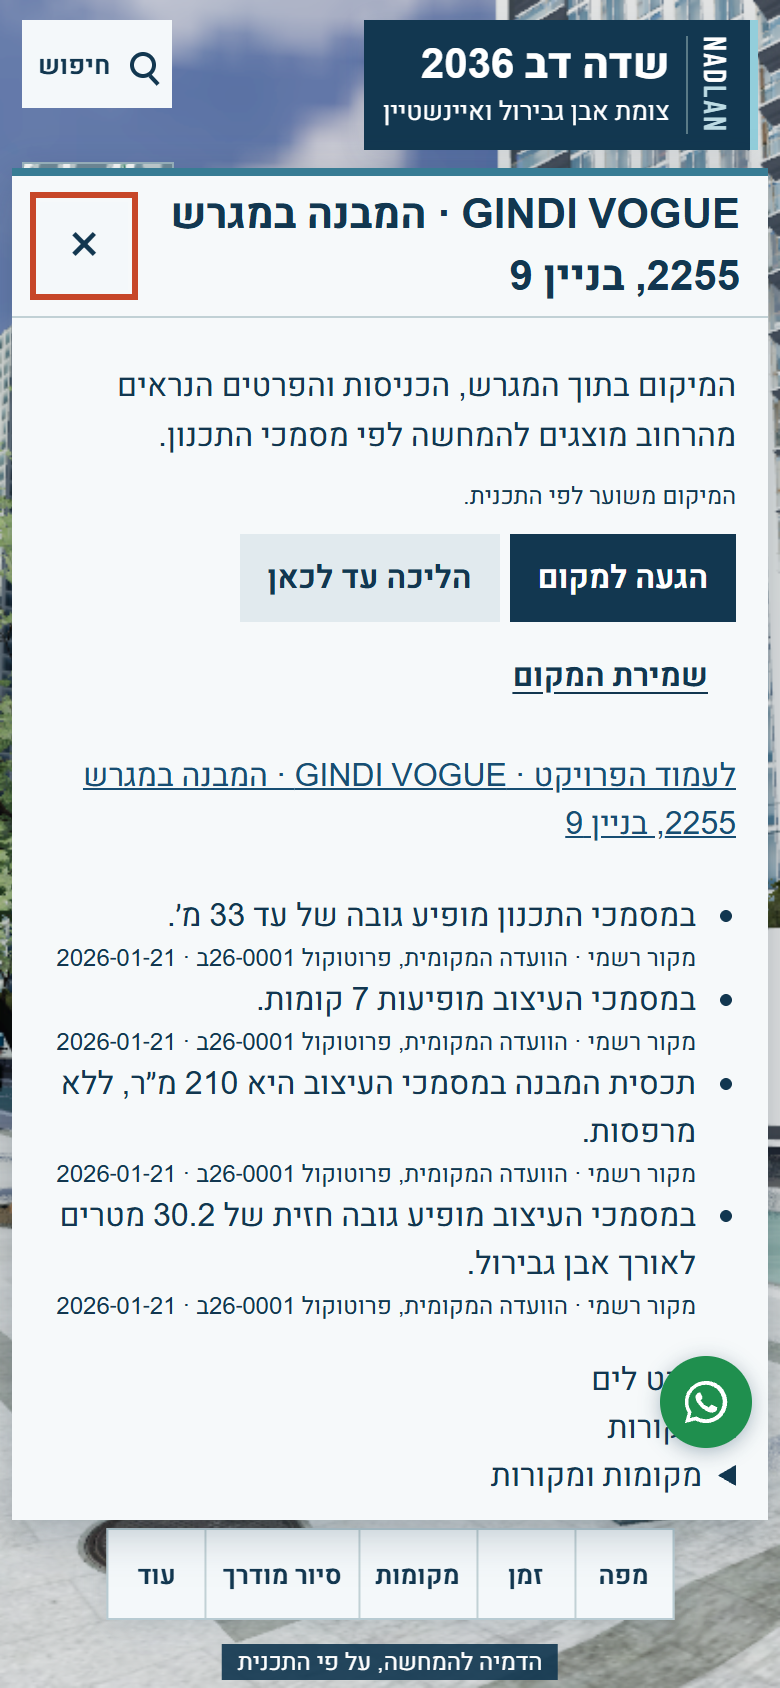 NADLAN
שדה דב 2036
צומת אבן גבירול ואיינשטיין
חיפוש
GINDI VOGUE · המבנה במגרש
2255, בניין 9
×
המיקום בתוך המגרש, הכניסות והפרטים הנראים
מהרחוב מוצגים להמחשה לפי מסמכי התכנון.
המיקום משוער לפי התכנית.
הגעה למקום
הליכה עד לכאן
שמירת המקום
לעמוד הפרויקט · GINDI VOGUE · המבנה במגרש
2255, בניין 9
• במסמכי התכנון מופיע גובה של עד 33 מ׳.
מקור רשמי · הוועדה המקומית, פרוטוקול 26-0001ב · 2026-01-21
• במסמכי העיצוב מופיעות 7 קומות.
מקור רשמי · הוועדה המקומית, פרוטוקול 26-0001ב · 2026-01-21
• תכסית המבנה במסמכי העיצוב היא 210 מ״ר, ללא
מרפסות.
מקור רשמי · הוועדה המקומית, פרוטוקול 26-0001ב · 2026-01-21
• במסמכי העיצוב מופיע גובה חזית של 30.2 מטרים
לאורך אבן גבירול.
מקור רשמי · הוועדה המקומית, פרוטוקול 26-0001ב · 2026-01-21
לים
מקומות ומקורות
מפה
זמן
מקומות
סיור מודרך
עוד
הדמיה להמחשה, על פי התכנית